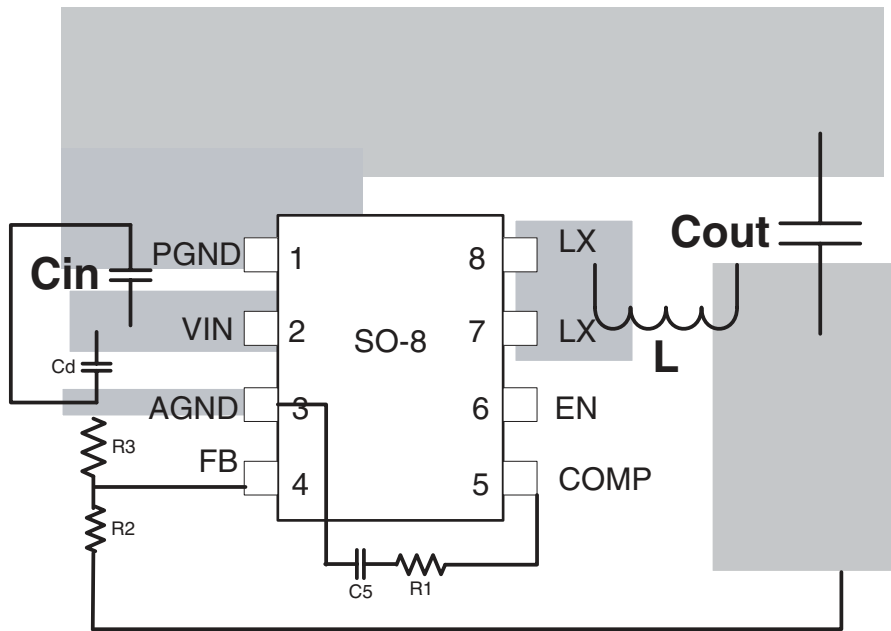 PGND 1 8 LX
Cin
Cout
VIN 2 SO-8 7 LX
L
Cd
AGND 3 6 EN
R3
FB 4 5 COMP
R2
C5 R1